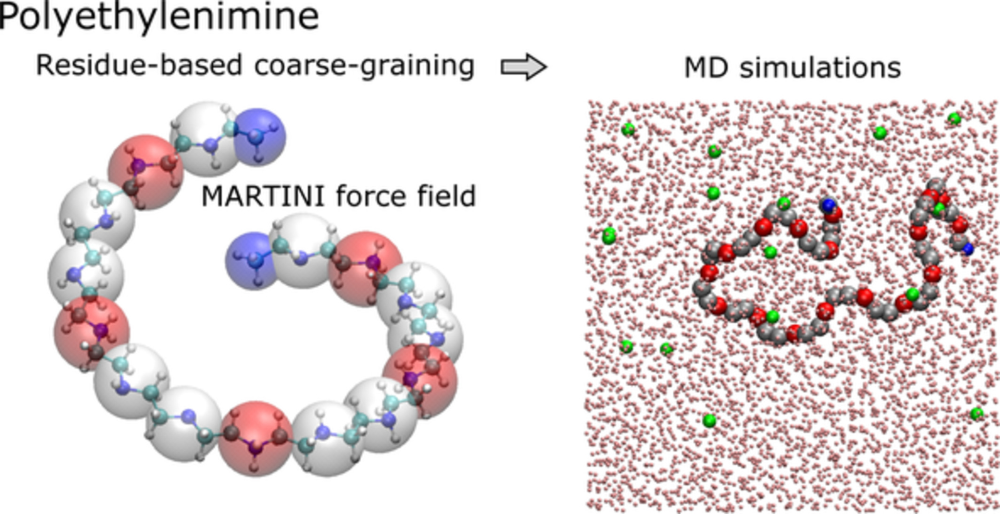 Polyethylenimine
Residue-based coarse-graining
MD simulations
MARTINI force field